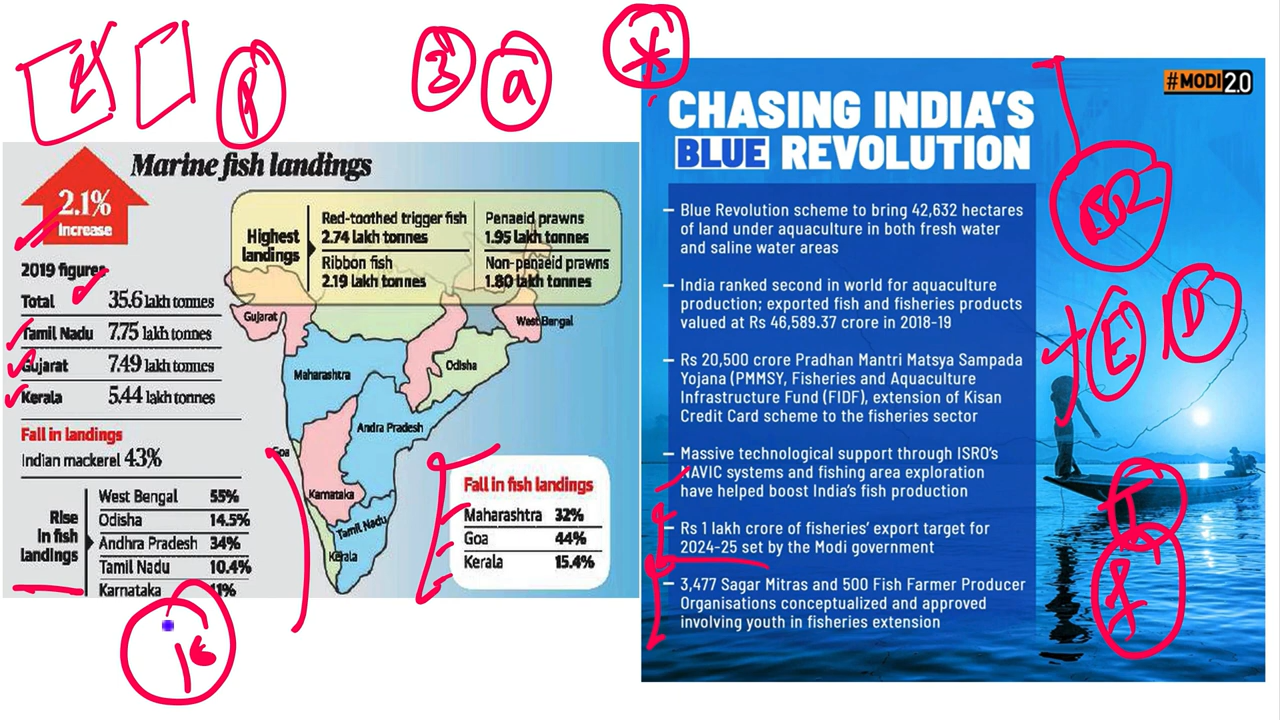 3
a
Marine fish landings
2.1%
increase
2019 figures
Total 35.6 lakh tonnes
Tamil Nadu 7.75 lakh tonnes
Gujarat 7.49 lakh tonnes
Kerala 5.44 lakh tonnes
Fall in landings
Indian mackerel 4.3%
Rise in fish landings
West Bengal 55%
Odisha 14.5%
Andhra Pradesh 34%
Tamil Nadu 10.4%
Karnataka 11%
Highest landings
Red-toothed trigger fish
2.74 lakh tonnes
Ribbon fish
2.19 lakh tonnes
Penaeid prawns
1.95 lakh tonnes
Non-penaeid prawns
1.80 lakh tonnes
Gujarat
West Bengal
Odisha
Maharashtra
Andra Pradesh
Goa
Karnataka
Tamil Nadu
Kerala
Fall in fish landings
Maharashtra 32%
Goa 44%
Kerala 15.4%
#MODI 2.0
CHASING INDIA'S
BLUE REVOLUTION
– Blue Revolution scheme to bring 42,632 hectares
of land under aquaculture in both fresh water
and saline water areas
– India ranked second in world for aquaculture
production; exported fish and fisheries products
valued at Rs 46,589.37 crore in 2018-19
– Rs 20,500 crore Pradhan Mantri Matsya Sampada
Yojana (PMMSY, Fisheries and Aquaculture
Infrastructure Fund (FIDF), extension of Kisan
Credit Card scheme to the fisheries sector
– Massive technological support through ISRO's
NAVIC systems and fishing area exploration
have helped boost India's fish production
– Rs 1 lakh crore of fisheries' export target for
2024-25 set by the Modi government
– 3,477 Sagar Mitras and 500 Fish Farmer Producer
Organisations conceptualized and approved
involving youth in fisheries extension
E
D